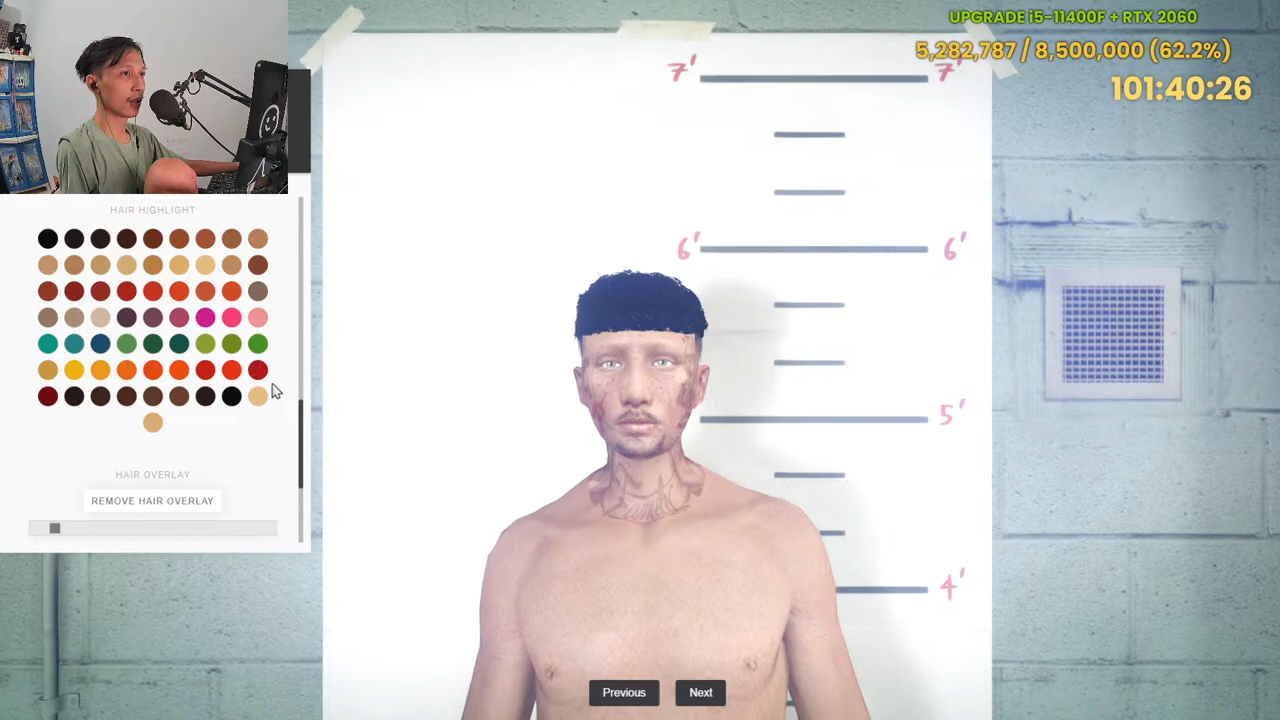 UPGRADE i5-11400F + RTX 2060
5,282,787 / 8,500,000 (62.2%)
101:40:26
7' 7'
6' 6'
5'
4'
HAIR HIGHLIGHT
HAIR OVERLAY
REMOVE HAIR OVERLAY
Previous Next